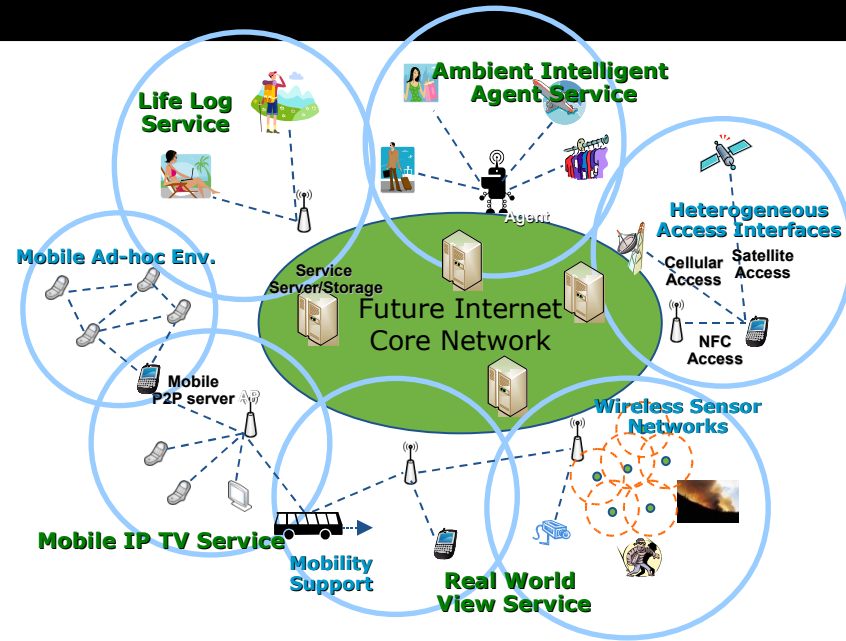 Ambient Intelligent
Agent Service
Life Log
Service
Agent
Heterogeneous
Access Interfaces
Mobile Ad-hoc Env.
Cellular
Access
Satellite
Access
Service
Server/Storage
Future Internet
Core Network
NFC
Access
Mobile
P2P server
AP
Wireless Sensor
Networks
Mobile IP TV Service
Mobility
Support
Real World
View Service